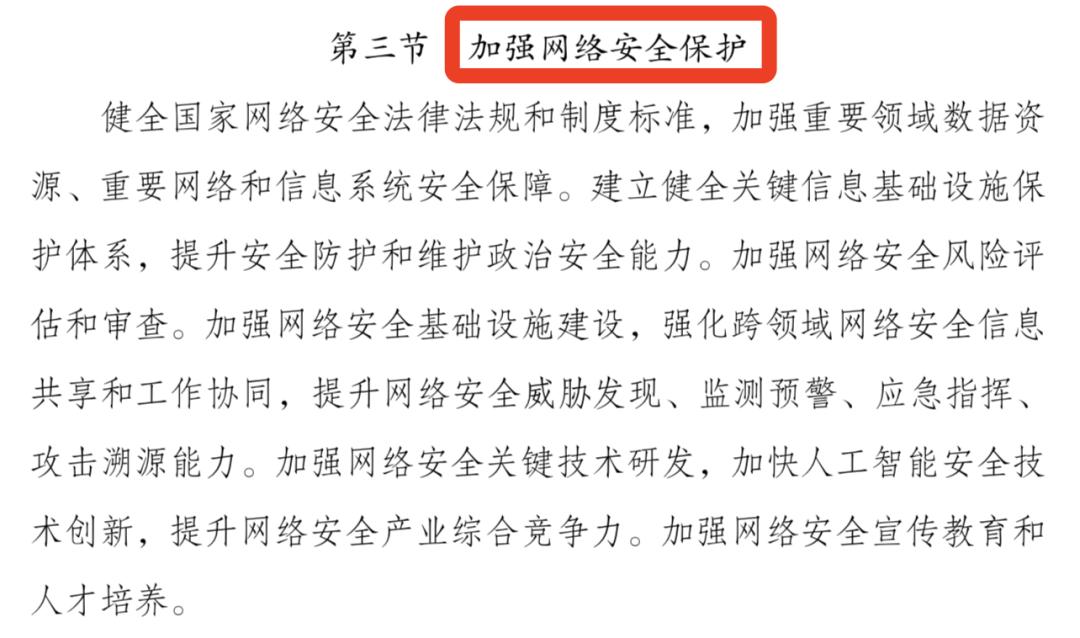 第三节 加强网络安全保护
健全国家网络安全法律法规和制度标准，加强重要领域数据资
源、重要网络和信息系统安全保障。建立健全关键信息基础设施保
护体系，提升安全防护和维护政治安全能力。加强网络安全风险评
估和审查。加强网络安全基础设施建设，强化跨领域网络安全信息
共享和工作协同，提升网络安全威胁发现、监测预警、应急指挥、
攻击溯源能力。加强网络安全关键技术研发，加快人工智能安全技
术创新，提升网络安全产业综合竞争力。加强网络安全宣传教育和
人才培养。